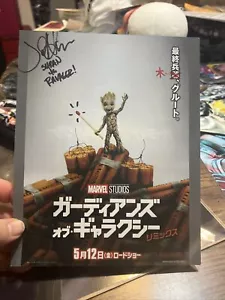 SHAW
RAVAGER!
最終兵器、グルート。
MARVEL STUDIOS
ガーディアンズ
オブ・ギャラクシー
リミックス
5月12日(金)ロードショー